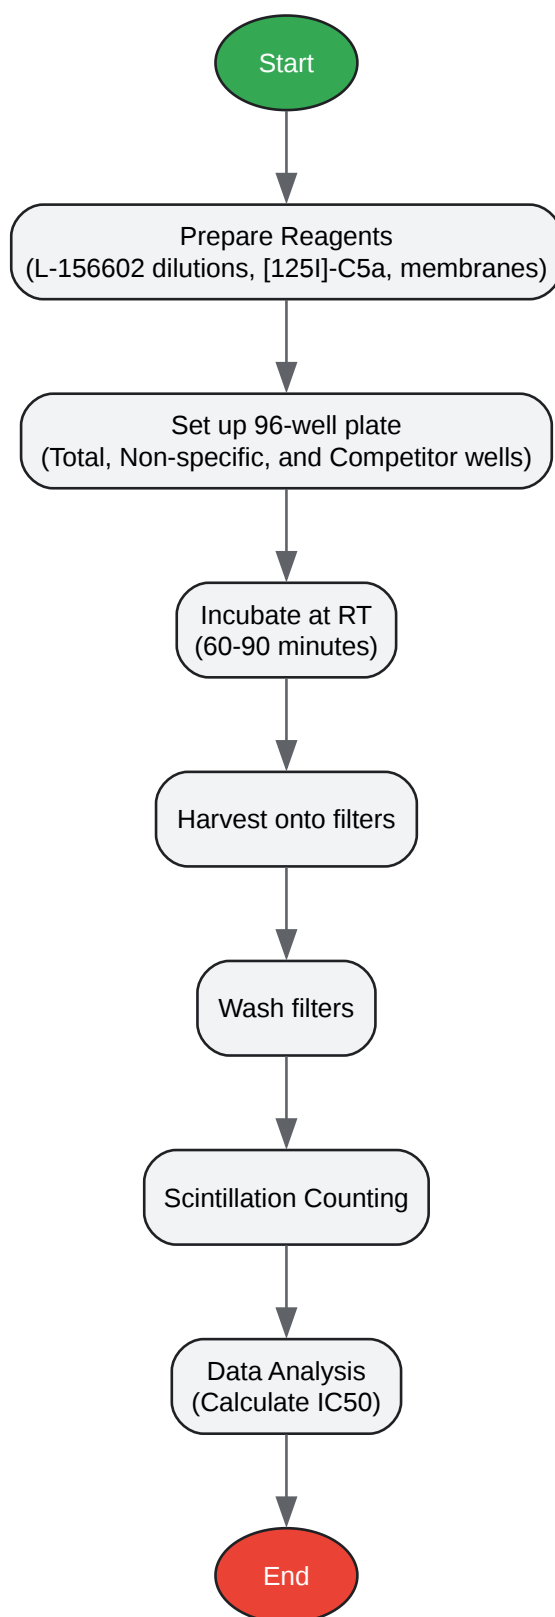 Start
Prepare Reagents
(L-156602 dilutions, [125I]-C5a, membranes)
Set up 96-well plate
(Total, Non-specific, and Competitor wells)
Incubate at RT
(60-90 minutes)
Harvest onto filters
Wash filters
Scintillation Counting
Data Analysis
(Calculate IC50)
End